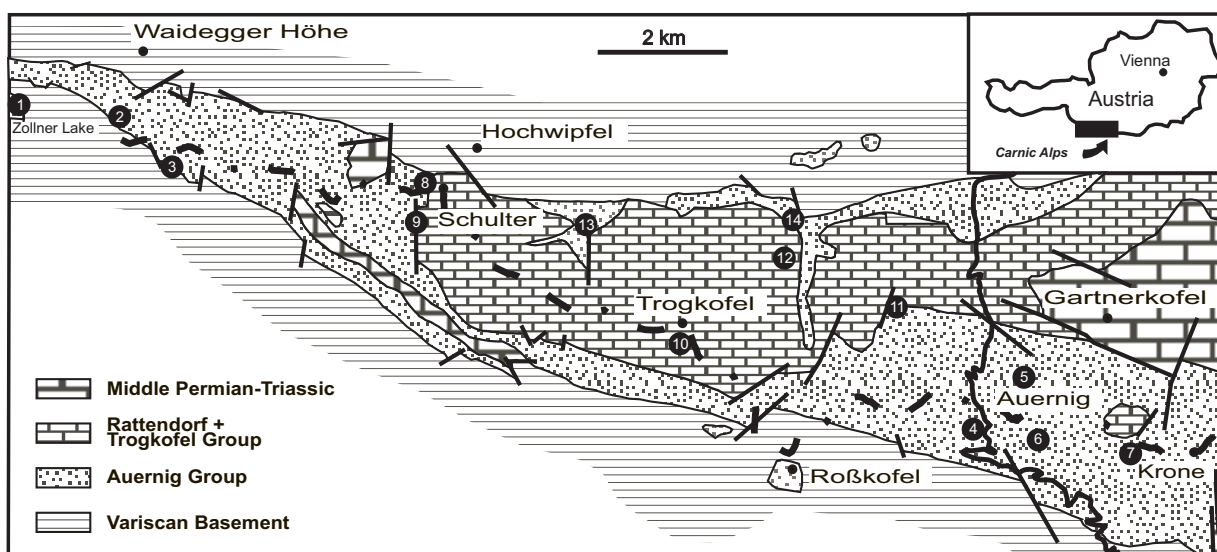 Waidegger Höhe
2 km
Vienna
Austria
Carnic Alps
1
2
Zollner Lake
Hochwipfel
3
8
Schulter
9
13
14
12
Trogkofel
11
Gartnerkofel
10
5
Auernig
4
6
7
Krone
Roßkofel
Middle Permian-Triassic
Rattendorf +
Trogkofel Group
Auernig Group
Variscan Basement